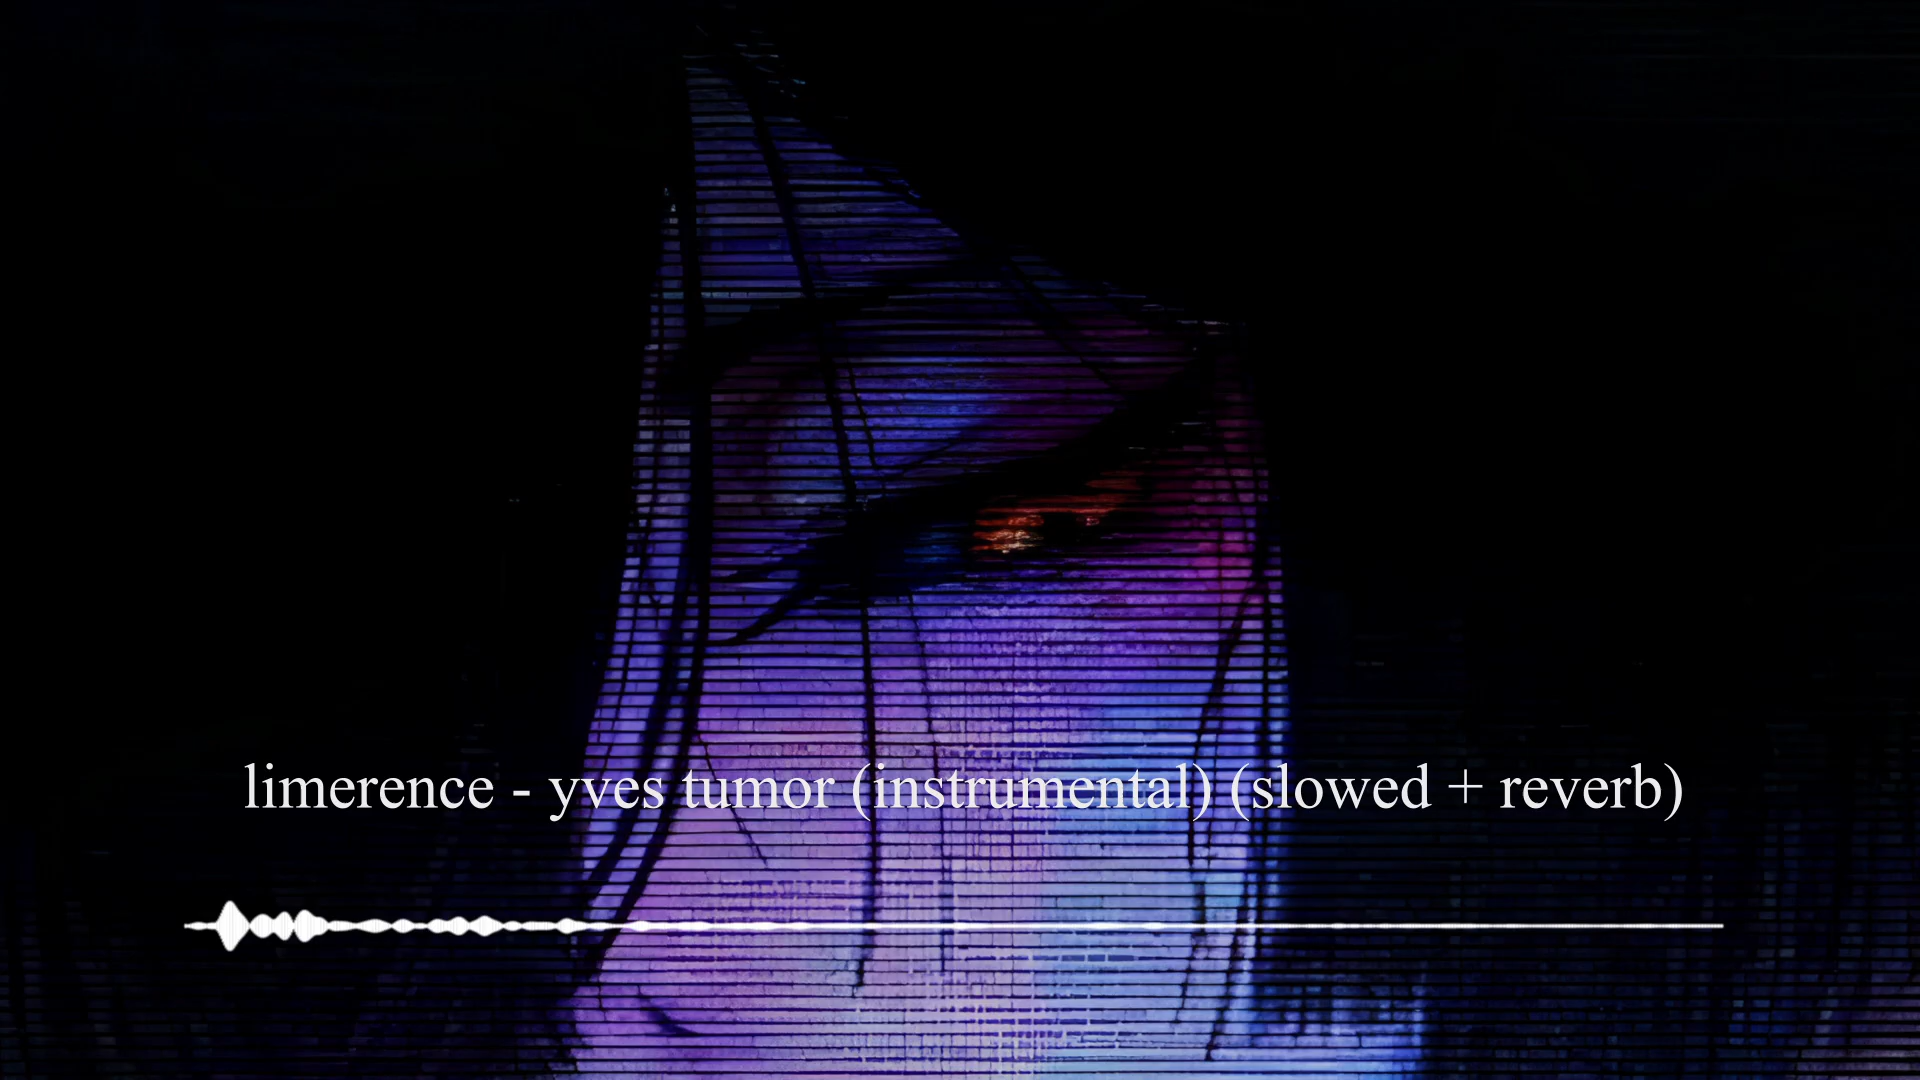 limerence - yves tumor (instrumental) (slowed + reverb)